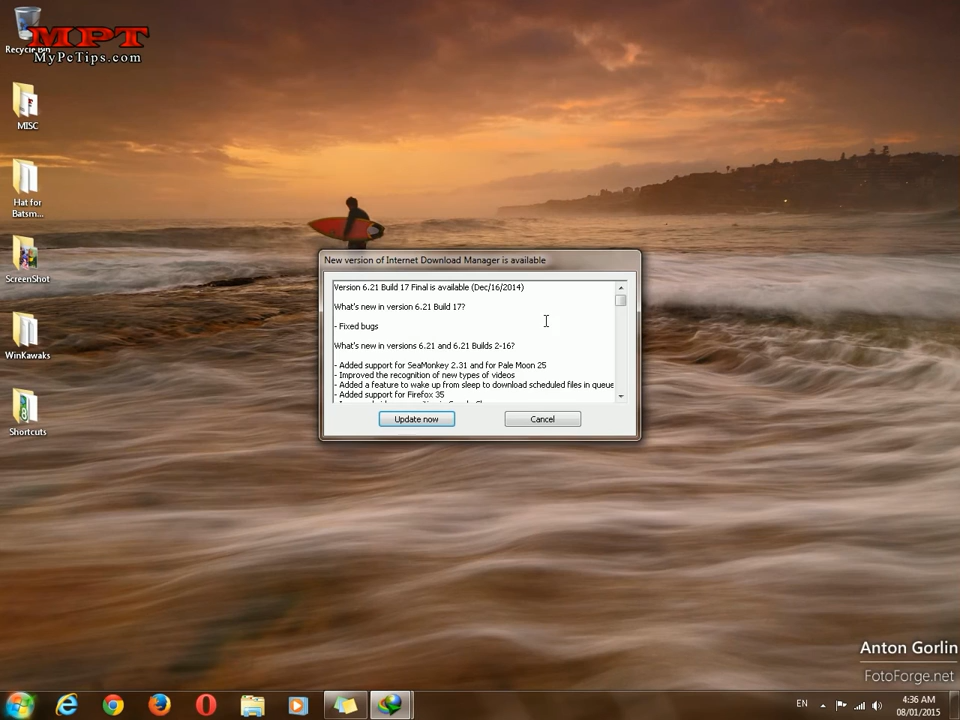 MPT
MyPcTips.com
Recycle Bin
MISC
Hat for
Batsm...
ScreenShot
WinKawaks
Shortcuts
New version of Internet Download Manager is available
Version 6.21 Build 17 Final is available (Dec/16/2014)
What's new in version 6.21 Build 17?
- Fixed bugs
What's new in versions 6.21 and 6.21 Builds 2-16?
- Added support for SeaMonkey 2.31 and for Pale Moon 25
- Improved the recognition of new types of videos
- Added a feature to wake up from sleep to download scheduled files in queue
- Added support for Firefox 35
Update now
Cancel
Anton Gorlin
FotoForge.net
EN
4:36 AM
08/01/2015